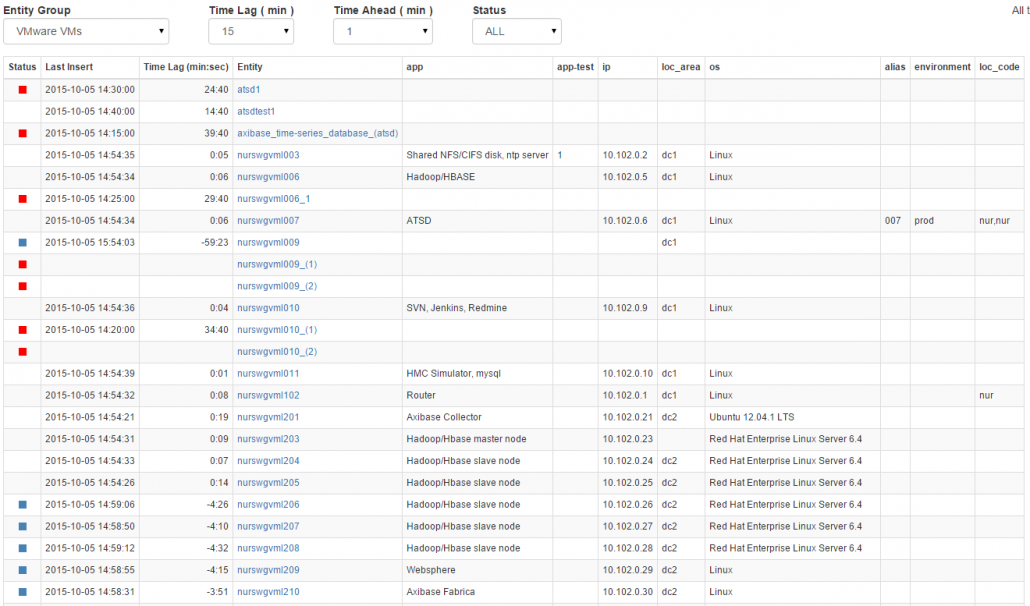 Entity Group Time Lag ( min ) Time Ahead ( min ) Status All t
VMware VMs 15 1 ALL
Status Last Insert Time Lag (min:sec) Entity app app-test ip loc_area os alias environment loc_code
2015-10-05 14:30:00 24:40 atsd1
2015-10-05 14:40:00 14:40 atsdtest1
2015-10-05 14:15:00 39:40 axibase_time-series_database_(atsd)
2015-10-05 14:54:35 0:05 nurswgvml003 Shared NFS/CIFS disk, ntp server 1 10.102.0.2 dc1 Linux
2015-10-05 14:54:34 0:06 nurswgvml006 Hadoop/HBASE 10.102.0.5 dc1 Linux
2015-10-05 14:25:00 29:40 nurswgvml006_1
2015-10-05 14:54:34 0:06 nurswgvml007 ATSD 10.102.0.6 dc1 Linux 007 prod nur,nur
2015-10-05 15:54:03 -59:23 nurswgvml009 dc1
nurswgvml009_(1)
nurswgvml009_(2)
2015-10-05 14:54:36 0:04 nurswgvml010 SVN, Jenkins, Redmine 10.102.0.9 dc1 Linux
2015-10-05 14:20:00 34:40 nurswgvml010_(1)
nurswgvml010_(2)
2015-10-05 14:54:39 0:01 nurswgvml011 HMC Simulator, mysql 10.102.0.10 dc1 Linux
2015-10-05 14:54:32 0:08 nurswgvml102 Router 10.102.0.1 dc1 Linux nur
2015-10-05 14:54:21 0:19 nurswgvml201 Axibase Collector 10.102.0.21 dc2 Ubuntu 12.04.1 LTS
2015-10-05 14:54:31 0:09 nurswgvml203 Hadoop/Hbase master node 10.102.0.23 Red Hat Enterprise Linux Server 6.4
2015-10-05 14:54:33 0:07 nurswgvml204 Hadoop/Hbase slave node 10.102.0.24 dc2 Red Hat Enterprise Linux Server 6.4
2015-10-05 14:54:26 0:14 nurswgvml205 Hadoop/Hbase slave node 10.102.0.25 dc2 Red Hat Enterprise Linux Server 6.4
2015-10-05 14:59:06 -4:26 nurswgvml206 Hadoop/Hbase slave node 10.102.0.26 dc2 Red Hat Enterprise Linux Server 6.4
2015-10-05 14:58:50 -4:10 nurswgvml207 Hadoop/Hbase slave node 10.102.0.27 dc2 Red Hat Enterprise Linux Server 6.4
2015-10-05 14:59:12 -4:32 nurswgvml208 Hadoop/Hbase slave node 10.102.0.28 dc2 Red Hat Enterprise Linux Server 6.4
2015-10-05 14:58:55 -4:15 nurswgvml209 Websphere 10.102.0.29 dc2 Linux
2015-10-05 14:58:31 -3:51 nurswgvml210 Axibase Fabrica 10.102.0.30 dc2 Linux